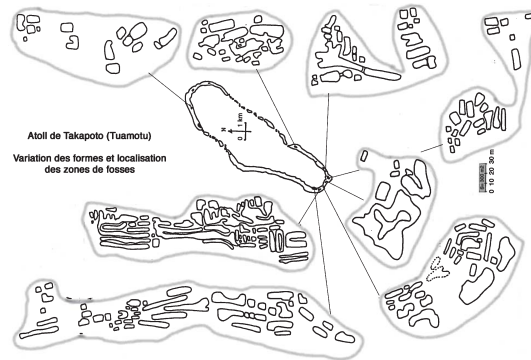 Atoll de Takapoto (Tuamotu)
Variation des formes et localisation
des zones de fosses
N
0 1 km
0 10 20 30 m